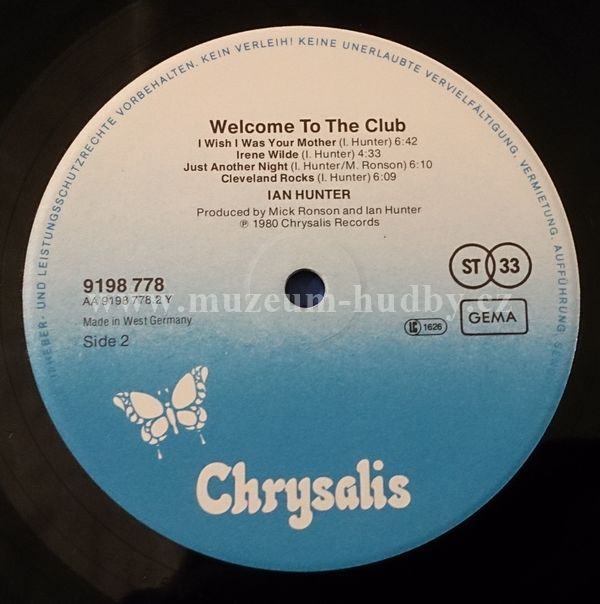 RHEBER- UND LEISTUNGSSCHUTZRECHTE VORBEHALTEN. KEIN VERLEIH! KEINE UNERLAUBTE VERVIELFÄLTIGUNG, VERMIETUNG, AUFFÜHRUNG, SEN
Welcome To The Club
I Wish I Was Your Mother (I. Hunter) 6:42
Irene Wilde (I. Hunter) 4:33
Just Another Night (I. Hunter/M. Ronson) 6:10
Cleveland Rocks (I. Hunter) 6:09
IAN HUNTER
Produced by Mick Ronson and Ian Hunter
℗ 1980 Chrysalis Records
9198 778
AA 9198 778.2 Y
Made in West Germany
Side 2
ST 33
LC 1626
GEMA
www.muzeum-hudby.cz
Chrysalis